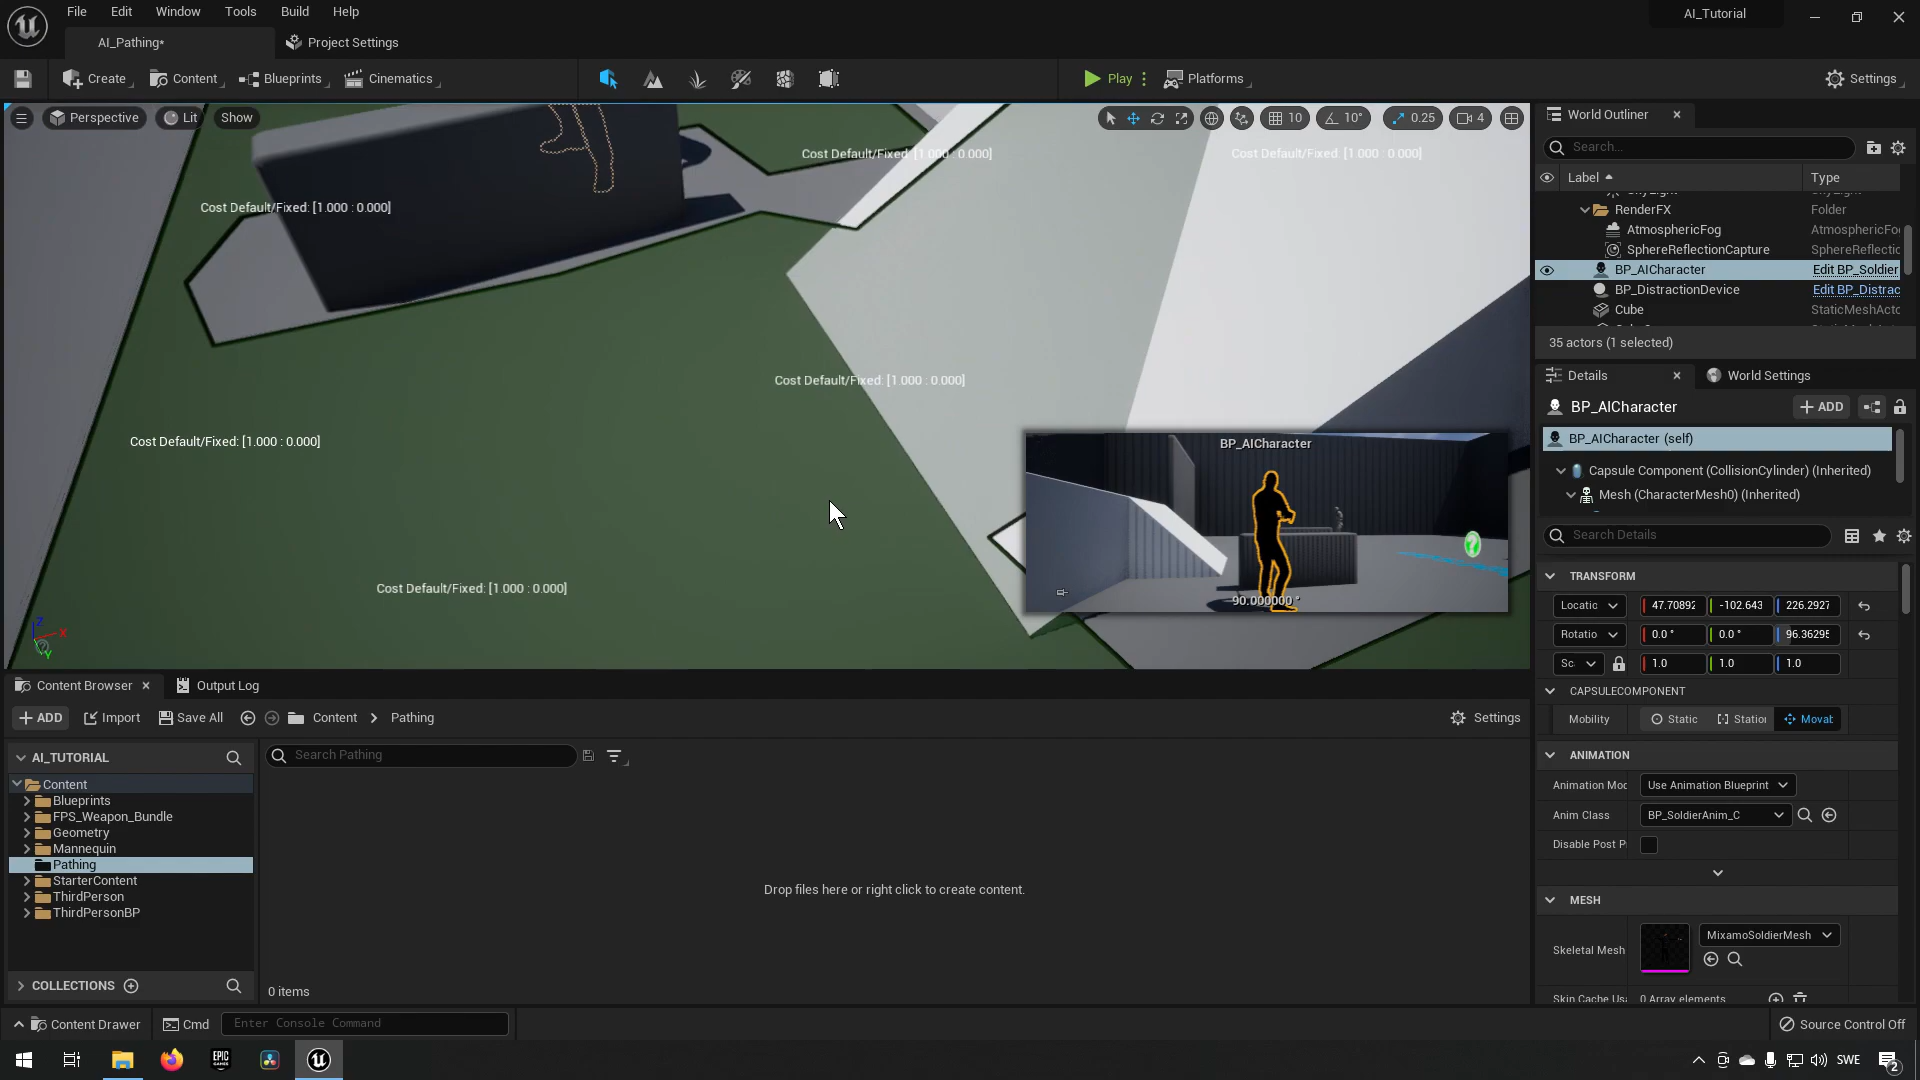 File
Edit
Window
Tools
Build
Help
AI_Tutorial
AI_Pathing*
Project Settings
Create
Content
Blueprints
Cinematics
Play
Platforms
Settings
Perspective
Lit
Show
10
10°
0.25
4
Cost Default/Fixed: [1.000 : 0.000]
Cost Default/Fixed: [1.000 : 0.000]
Cost Default/Fixed: [1.000 : 0.000]
Cost Default/Fixed: [1.000 : 0.000]
Cost Default/Fixed: [1.000 : 0.000]
Cost Default/Fixed: [1.000 : 0.000]
BP_AICharacter
90.000000 °
Z
X
Y
World Outliner
Search...
Label
Type
RenderFX
Folder
AtmosphericFog
AtmosphericFo
SphereReflectionCapture
SphereReflectic
BP_AICharacter
Edit BP_Soldier
BP_DistractionDevice
Edit BP_Distrac
Cube
StaticMeshActo
35 actors (1 selected)
Details
World Settings
BP_AICharacter
ADD
BP_AICharacter (self)
Capsule Component (CollisionCylinder) (Inherited)
Mesh (CharacterMesh0) (Inherited)
Search Details
TRANSFORM
Locatic
47.70892
-102.643
226.2927
Rotatio
0.0 °
0.0 °
96.36295
Sc
1.0
1.0
1.0
CAPSULECOMPONENT
Mobility
Static
Station
Movab
ANIMATION
Animation Mod
Use Animation Blueprint
Anim Class
BP_SoldierAnim_C
Disable Post P
MESH
Skeletal Mesh
MixamoSoldierMesh
Skin Cache Usa
0 Array elements
Content Browser
Output Log
ADD
Import
Save All
Content
Pathing
Settings
AI_TUTORIAL
Search Pathing
Content
Blueprints
FPS_Weapon_Bundle
Geometry
Mannequin
Pathing
StarterContent
ThirdPerson
ThirdPersonBP
Drop files here or right click to create content.
COLLECTIONS
0 items
Content Drawer
Cmd
Enter Console Command
Source Control Off
EPIC
GAMES
SWE
2